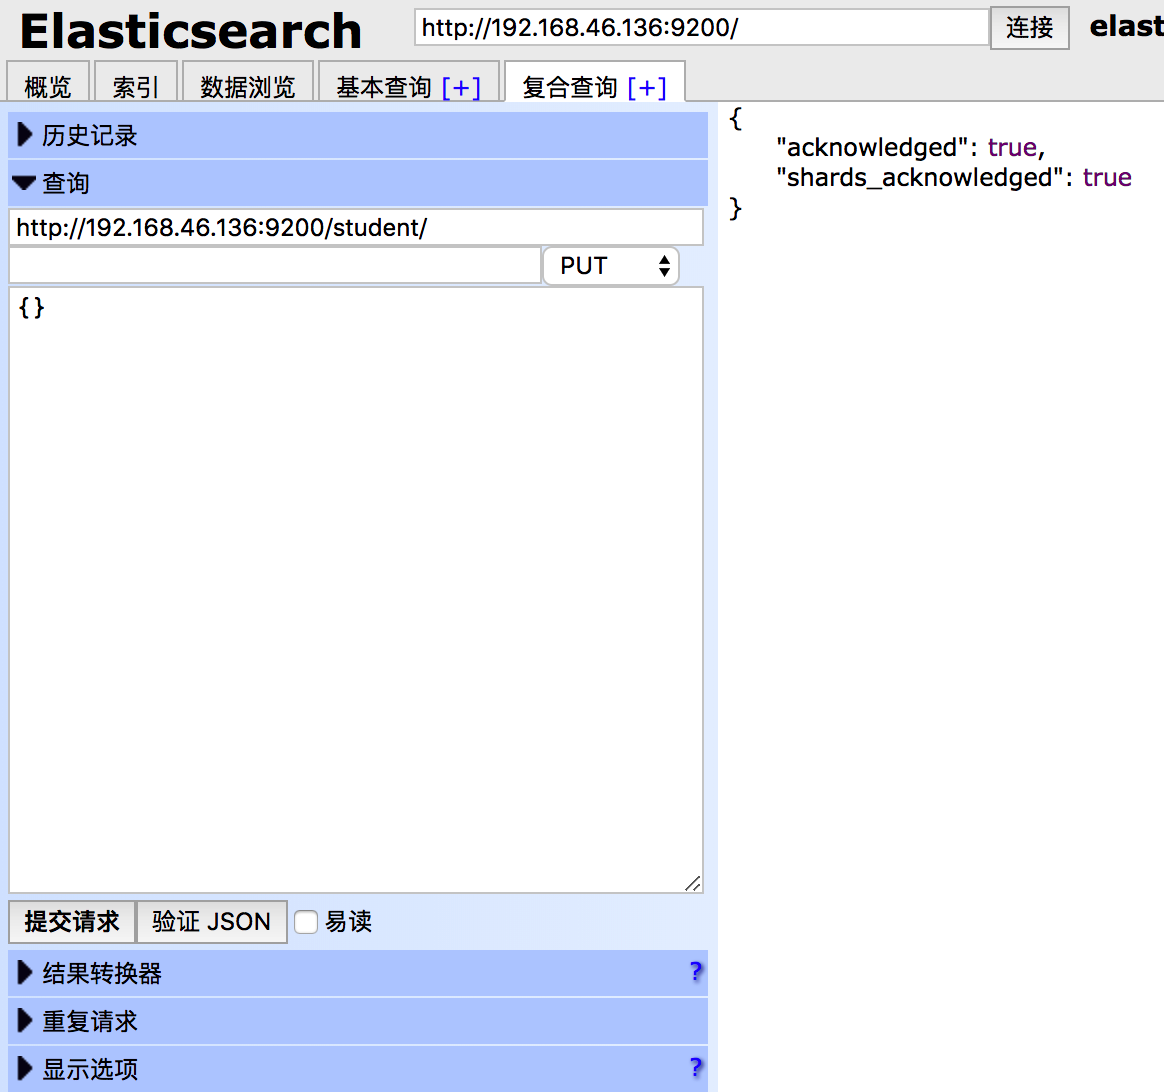 Elasticsearch http://192.168.46.136:9200/ 连接 elast
概览 索引 数据浏览 基本查询 [+] 复合查询 [+]
历史记录
查询
http://192.168.46.136:9200/student/
PUT
{}
提交请求 验证 JSON 易读
结果转换器 ?
重复请求
显示选项 ?
{
"acknowledged": true,
"shards_acknowledged": true
}